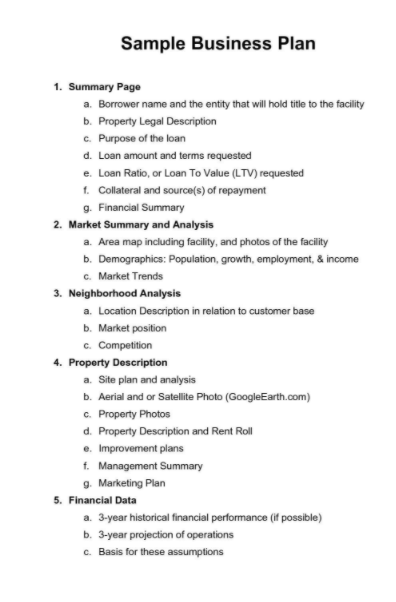 Sample Business Plan
1. Summary Page
a. Borrower name and the entity that will hold title to the facility
b. Property Legal Description
c. Purpose of the loan
d. Loan amount and terms requested
e. Loan Ratio, or Loan To Value (LTV) requested
f. Collateral and source(s) of repayment
g. Financial Summary
2. Market Summary and Analysis
a. Area map including facility, and photos of the facility
b. Demographics: Population, growth, employment, & income
c. Market Trends
3. Neighborhood Analysis
a. Location Description in relation to customer base
b. Market position
c. Competition
4. Property Description
a. Site plan and analysis
b. Aerial and or Satellite Photo (GoogleEarth.com)
c. Property Photos
d. Property Description and Rent Roll
e. Improvement plans
f. Management Summary
g. Marketing Plan
5. Financial Data
a. 3-year historical financial performance (if possible)
b. 3-year projection of operations
c. Basis for these assumptions